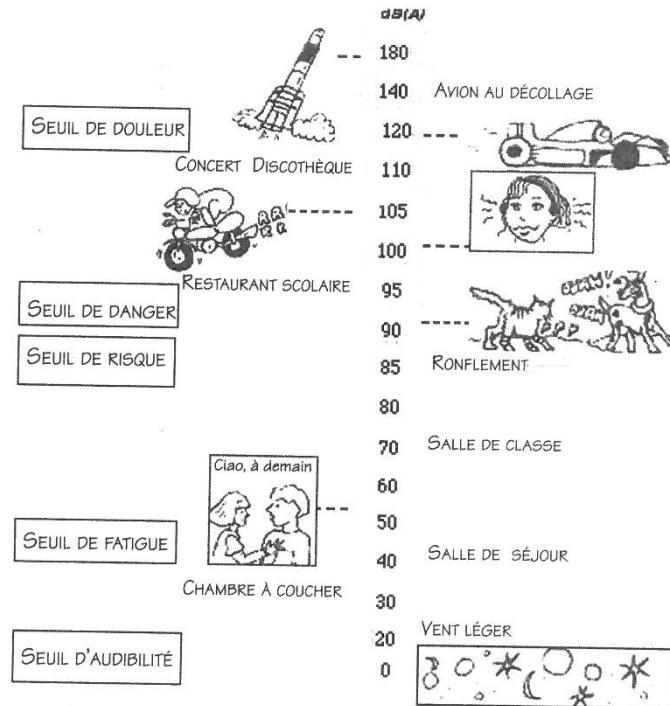 dB(A)
180
140
AVION AU DÉCOLLAGE
SEUIL DE DOULEUR
120
CONCERT DISCOTHÈQUE
110
105
100
RESTAURANT SCOLAIRE
95
SEUIL DE DANGER
90
SEUIL DE RISQUE
85
RONFLEMENT
80
70
SALLE DE CLASSE
Ciao, à demain
60
50
SEUIL DE FATIGUE
40
SALLE DE SÉJOUR
CHAMBRE À COUCHER
30
VENT LÉGER
20
SEUIL D'AUDIBILITÉ
0